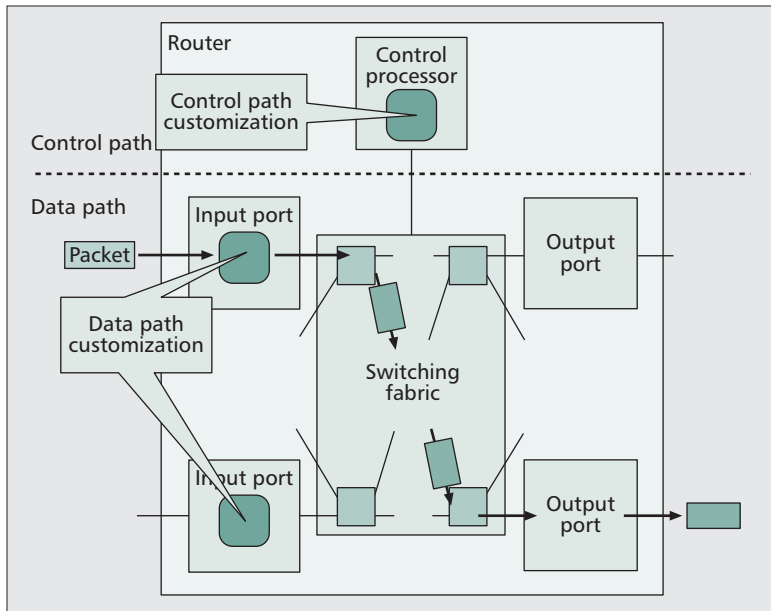 Router
Control
processor
Control path
customization
Control path
Data path
Input port
Packet
Output
port
Data path
customization
Switching
fabric
Input port
Output
port